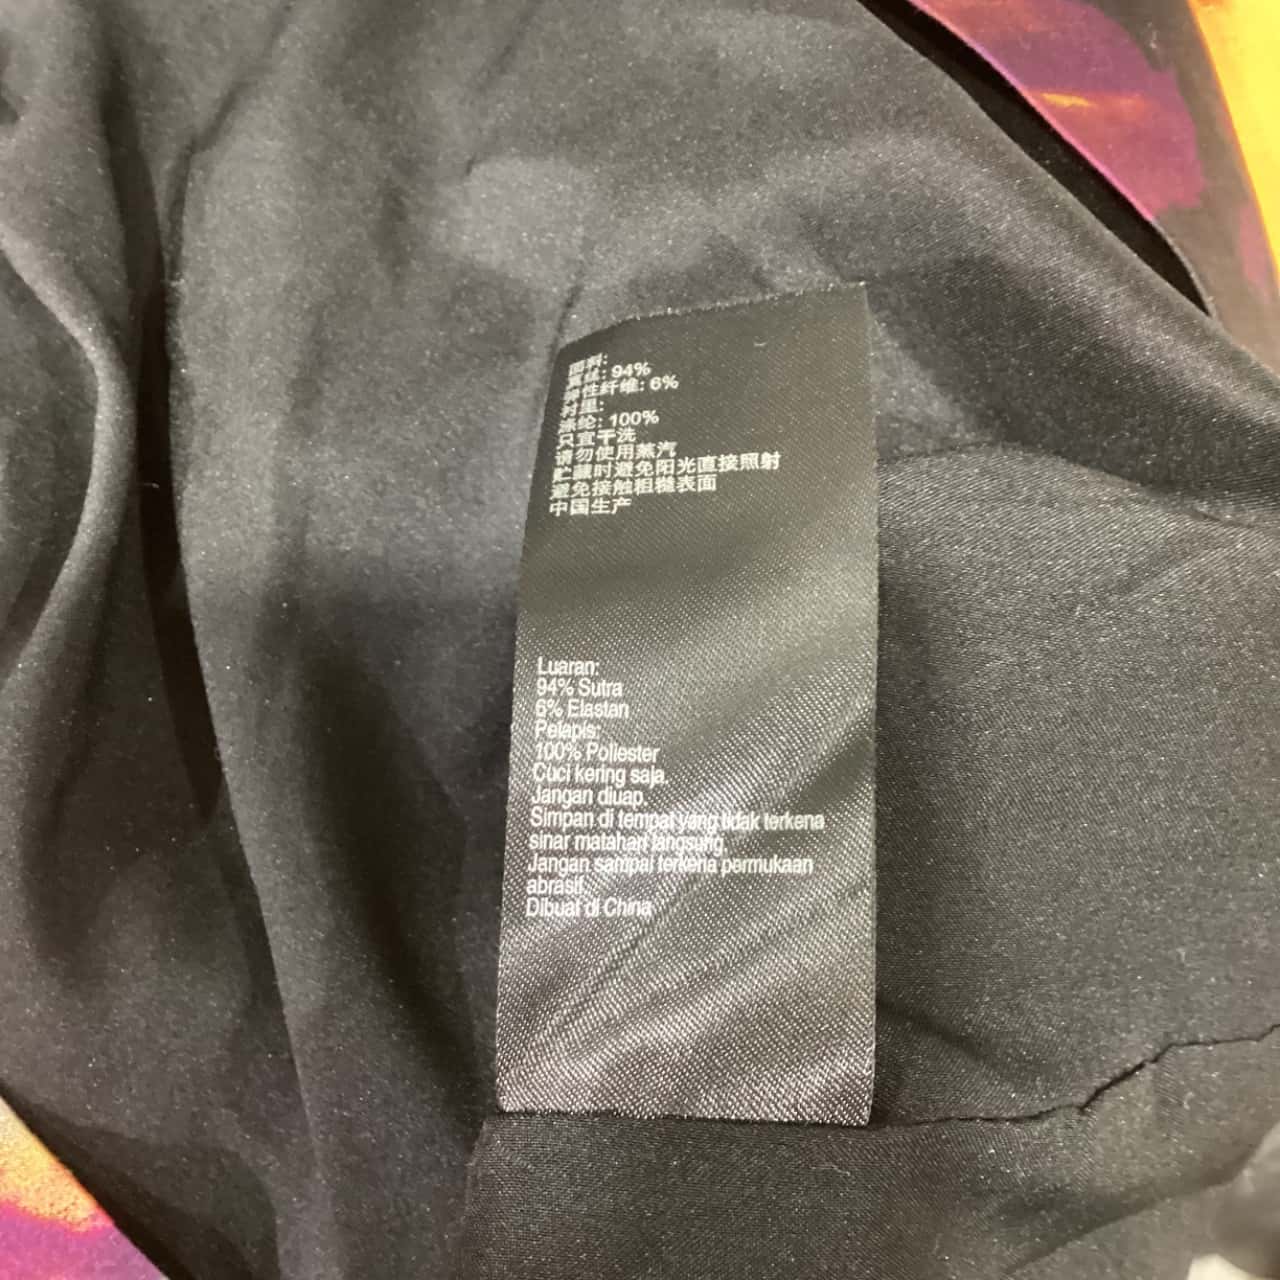 面料:
真丝: 94%
弹性纤维: 6%
衬里:
涤纶: 100%
只宜干洗
请勿使用蒸汽
贮藏时避免阳光直接照射
避免接触粗糙表面
中国生产
Luaran:
94% Sutra
6% Elastan
Pelapis:
100% Poliester
Cuci kering saja.
Jangan diuap.
Simpan di tempat yang tidak terkena
sinar matahari langsung.
Jangan sampai terkena permukaan
abrasif.
Dibuat di China